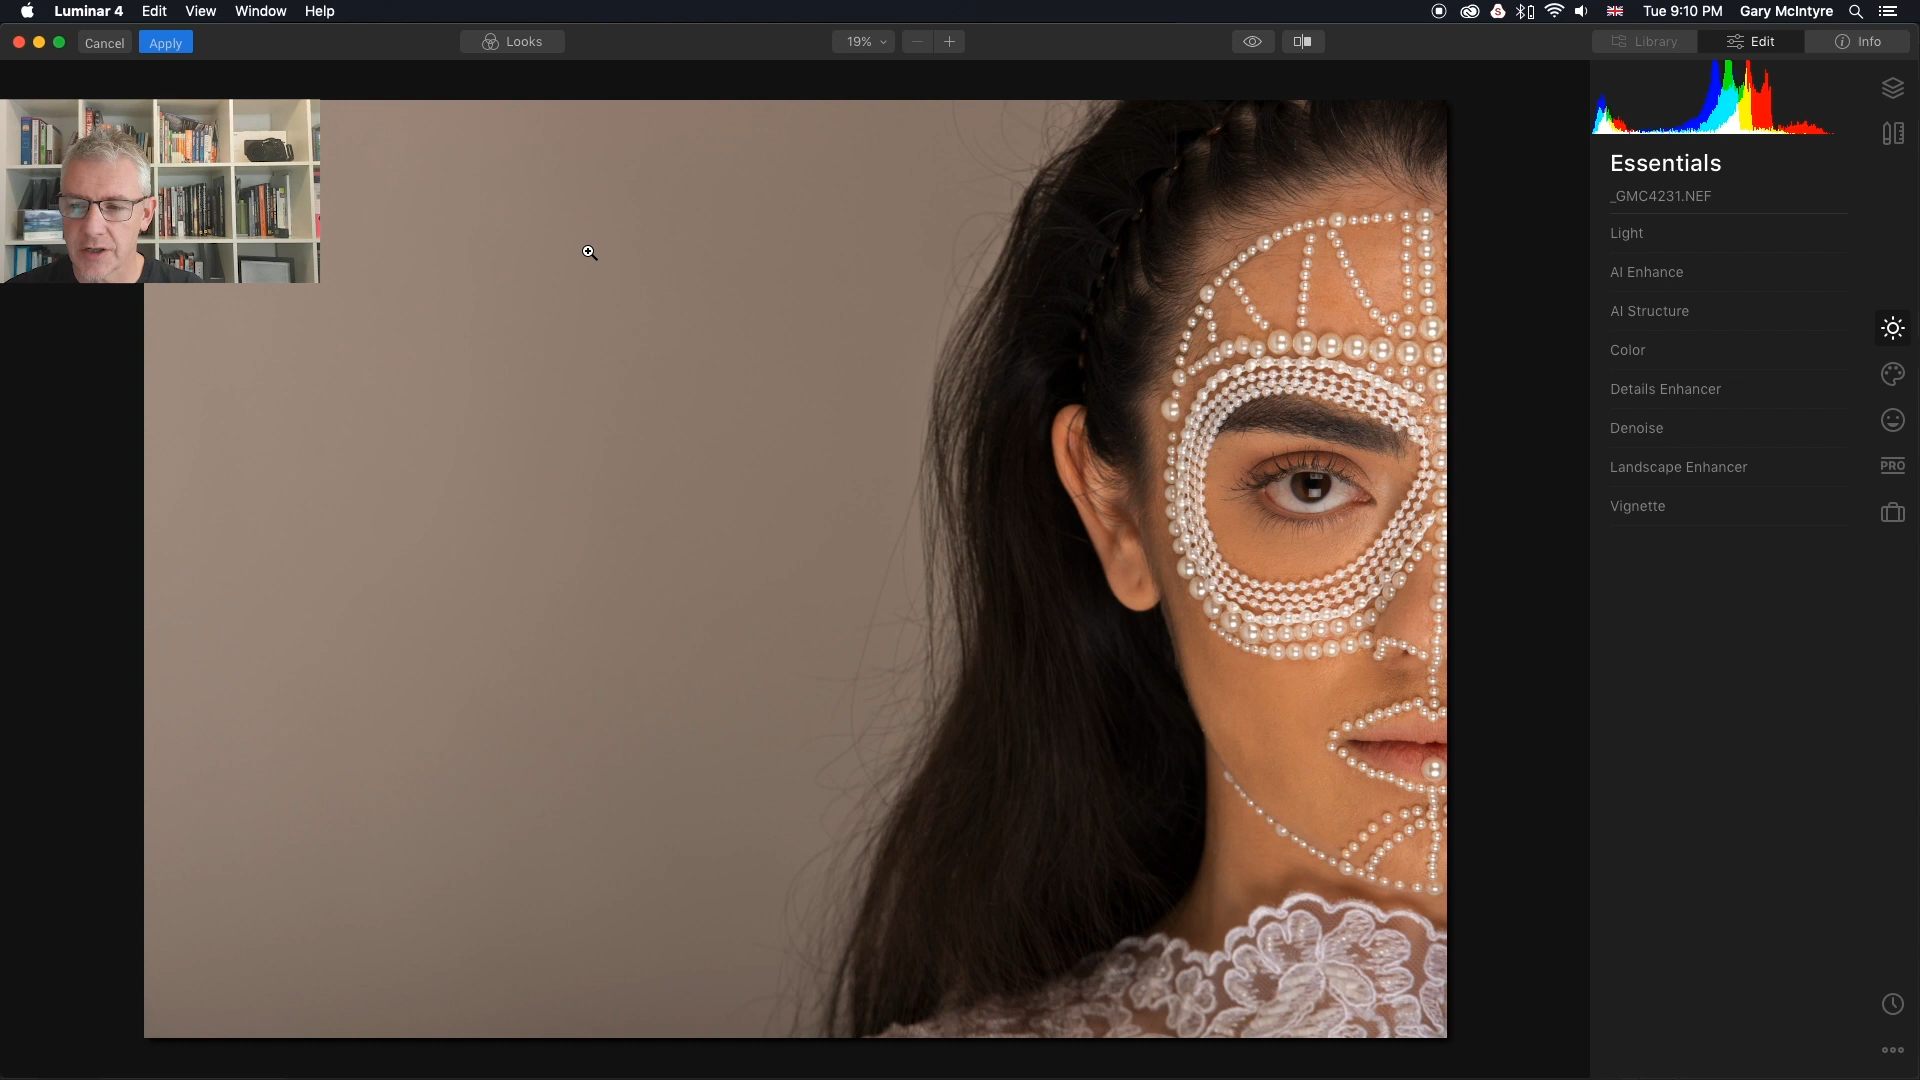 Luminar 4 Edit View Window Help
S Tue 9:10 PM Gary McIntyre
Cancel Apply Looks 19% Library Edit Info
Essentials
_GMC4231.NEF
Light
AI Enhance
AI Structure
Color
Details Enhancer
Denoise
Landscape Enhancer
Vignette
PRO